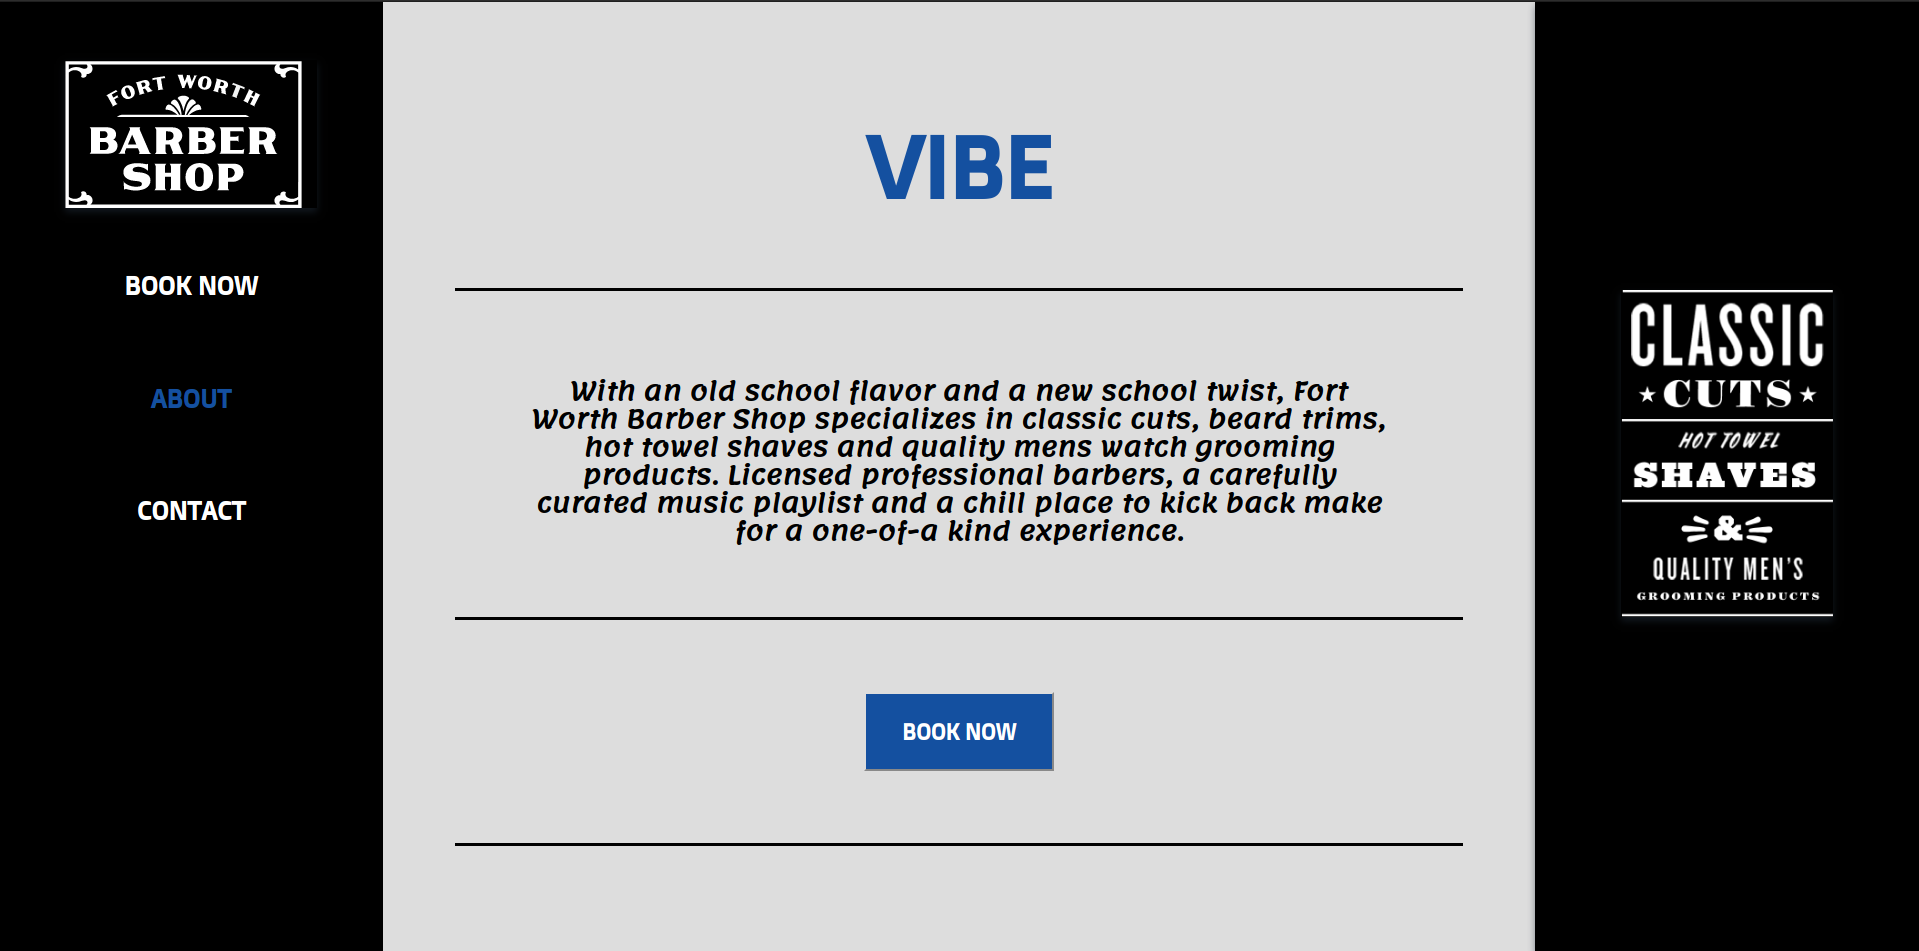 FORT WORTH
BARBER
SHOP
BOOK NOW
ABOUT
CONTACT
VIBE
With an old school flavor and a new school twist, Fort
Worth Barber Shop specializes in classic cuts, beard trims,
hot towel shaves and quality mens watch grooming
products. Licensed professional barbers, a carefully
curated music playlist and a chill place to kick back make
for a one-of-a kind experience.
BOOK NOW
CLASSIC
CUTS
HOT TOWEL
SHAVES
&
QUALITY MEN'S
GROOMING PRODUCTS